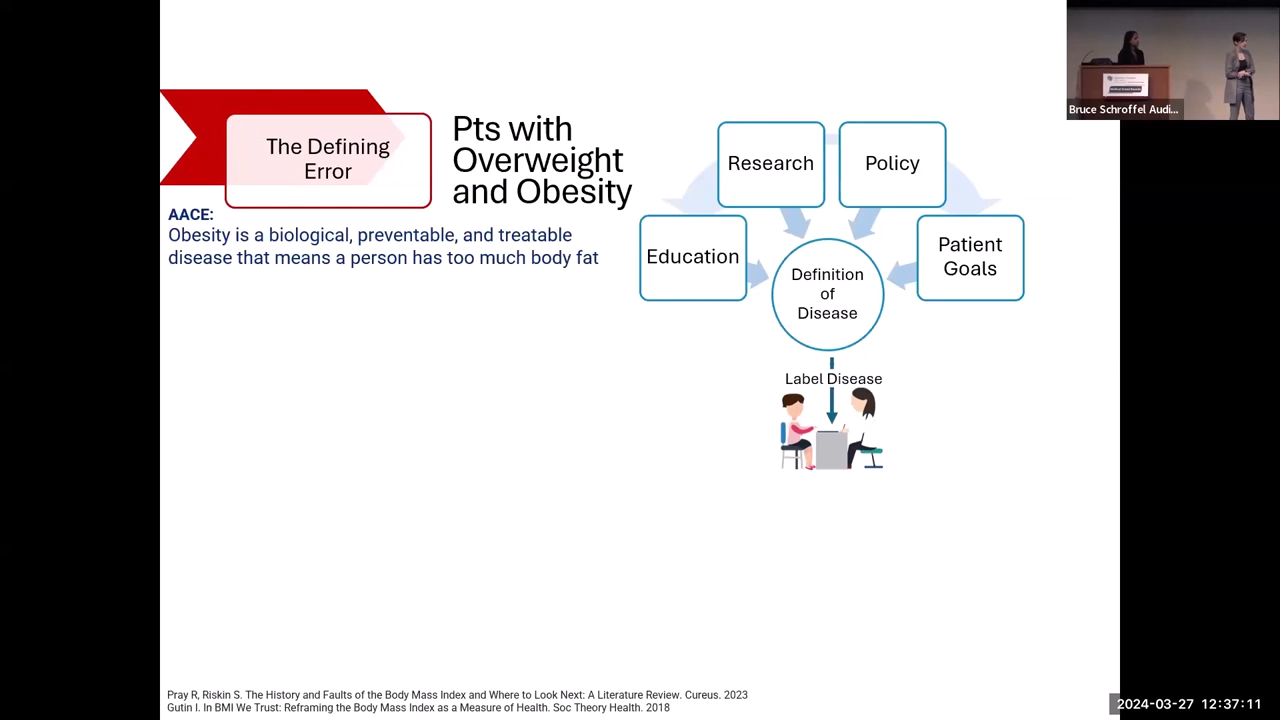 The Defining
Error
Pts with
Overweight
and Obesity
AACE:
Obesity is a biological, preventable, and treatable
disease that means a person has too much body fat
Research
Policy
Education
Patient
Goals
Definition
of
Disease
Label Disease
Pray R, Riskin S. The History and Faults of the Body Mass Index and Where to Look Next: A Literature Review. Cureus. 2023
Gutin I. In BMI We Trust: Reframing the Body Mass Index as a Measure of Health. Soc Theory Health. 2018
Bruce Schroffel Audi...
2024-03-27 12:37:11